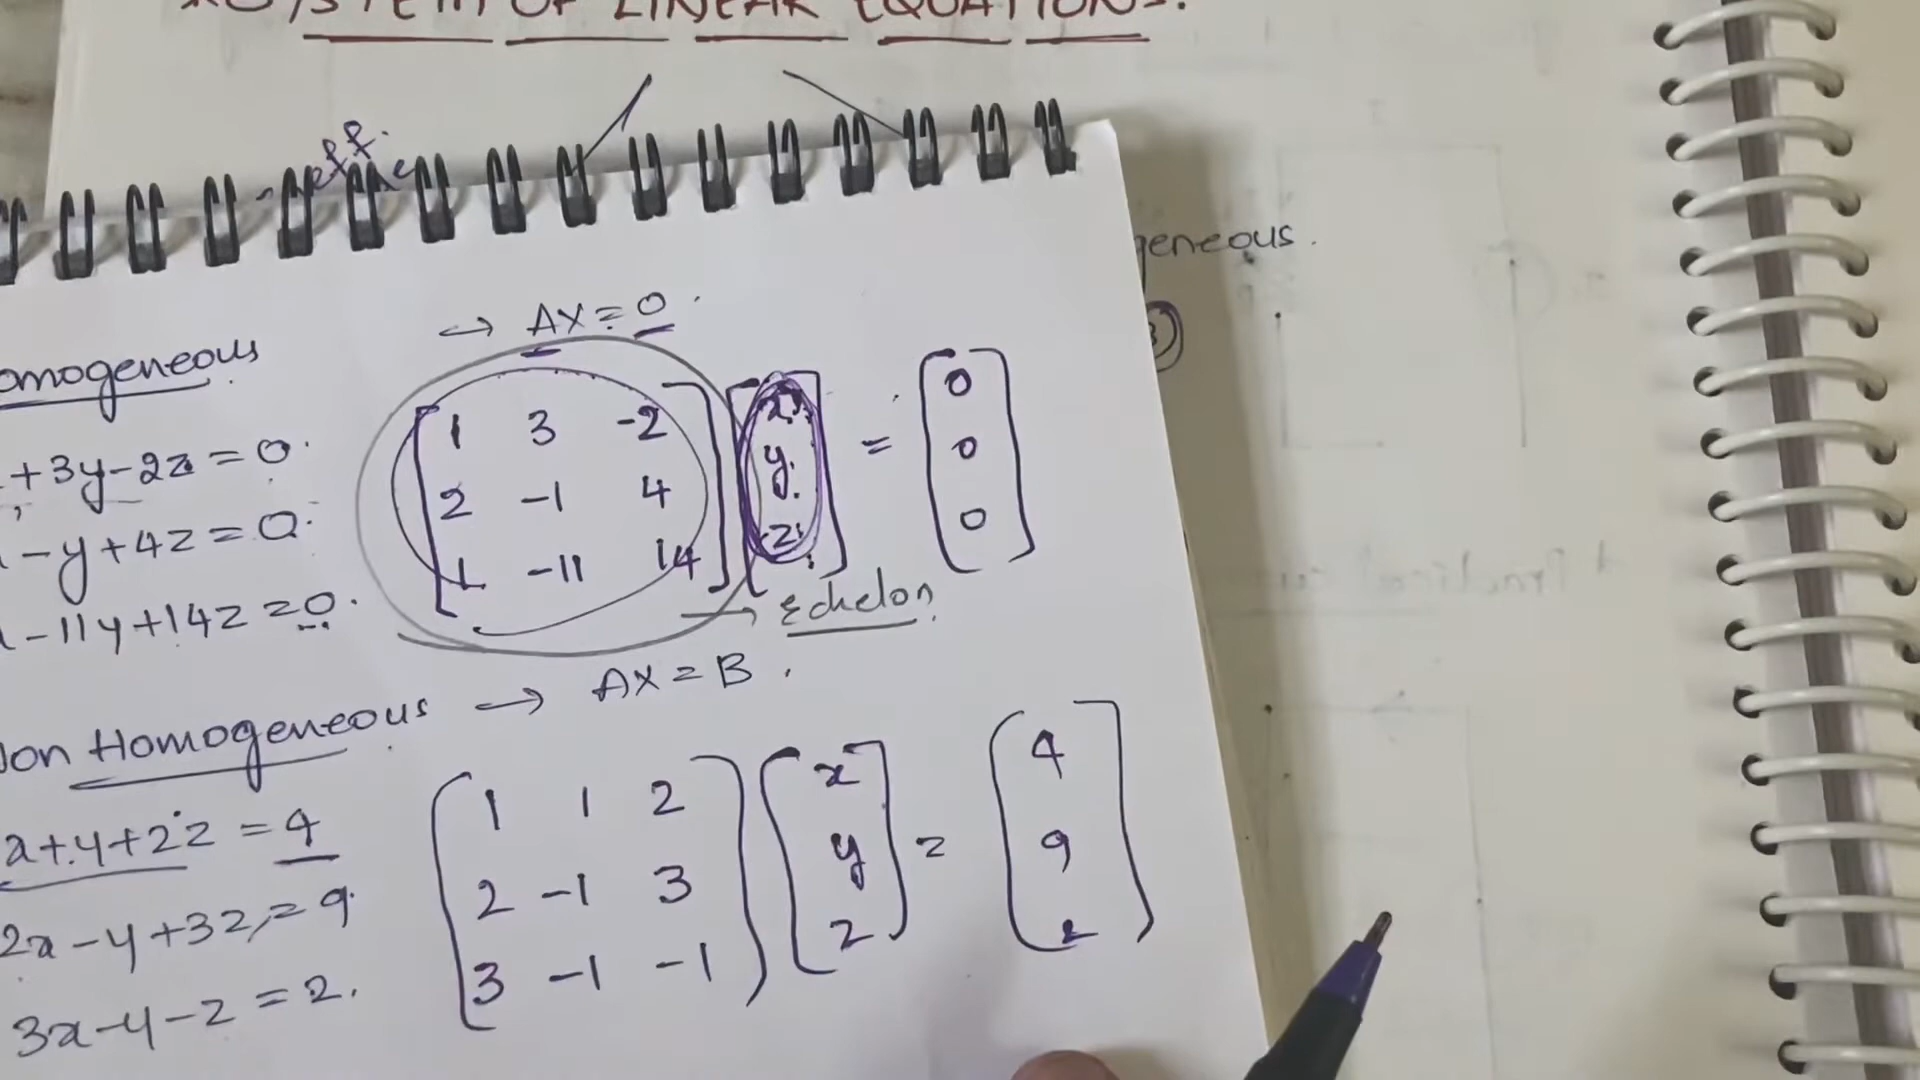 SYSTEM OF LINEAR EQUATIONS.
geneous.
omogeneous → AX = 0.
+3y-2z=0.
-y+4z=0.
-11y+14z=0.
1 3 -2 x 0
2 -1 4 y = 0
1 -11 14 z 0
→ Echelon.
Non Homogeneous → AX = B.
x+y+2z=4
2x-y+3z=9.
3x-y-z=2.
1 1 2 x 4
2 -1 3 y = 9
3 -1 -1 z 2